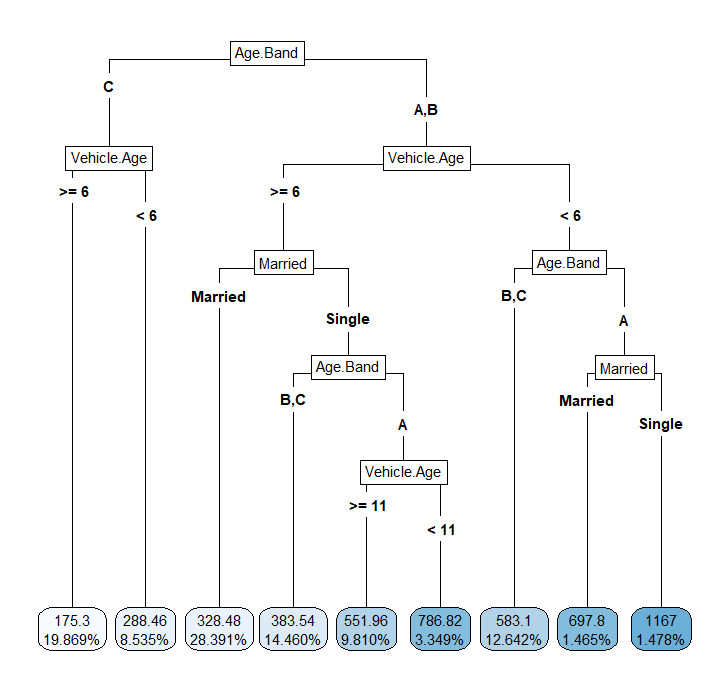 Age.Band
C
A,B
Vehicle.Age
Vehicle.Age
>= 6
< 6
>= 6
< 6
Married
Age.Band
Married
Single
B,C
A
Age.Band
Married
B,C
A
Married
Single
Vehicle.Age
>= 11
< 11
175.3
19.869%
288.46
8.535%
328.48
28.391%
383.54
14.460%
551.96
9.810%
786.82
3.349%
583.1
12.642%
697.8
1.465%
1167
1.478%